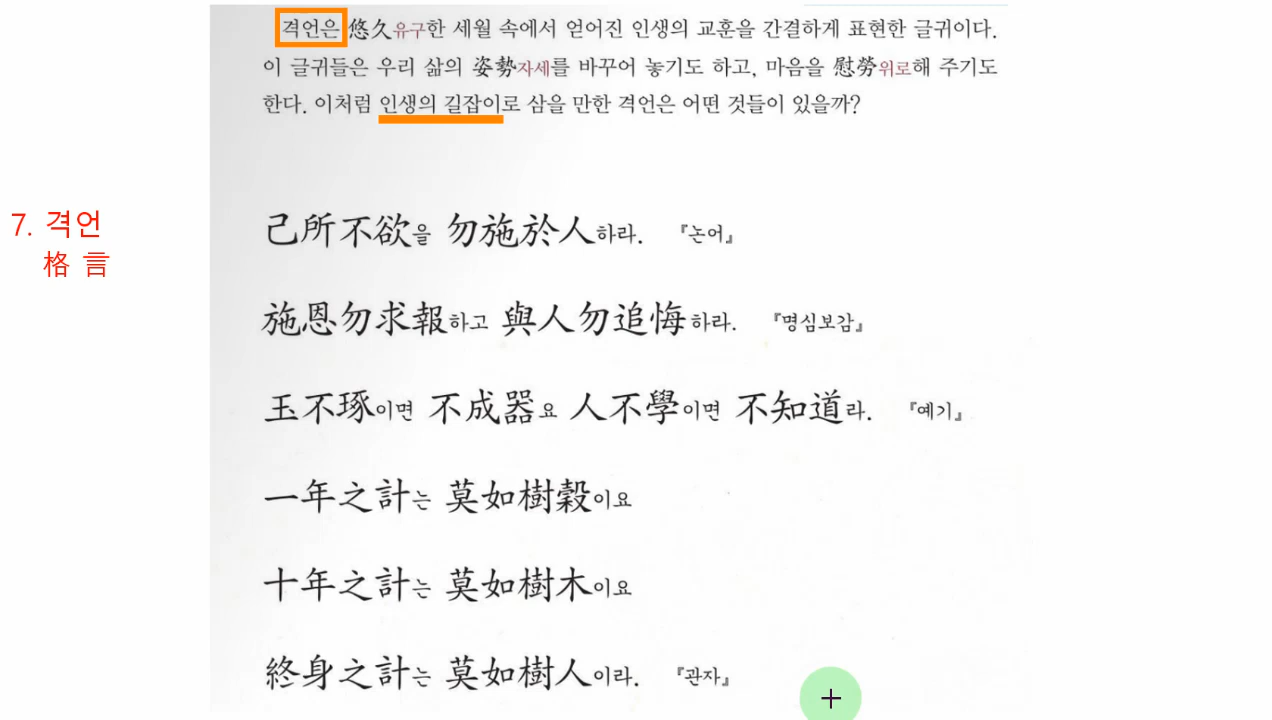 격언은 悠久유구한 세월 속에서 얻어진 인생의 교훈을 간결하게 표현한 글귀이다.
이 글귀들은 우리 삶의 姿勢자세를 바꾸어 놓기도 하고, 마음을 慰勞위로해 주기도
한다. 이처럼 인생의 길잡이로 삼을 만한 격언은 어떤 것들이 있을까?
7. 격언
格 言
己所不欲을 勿施於人하라. 『논어』
施恩勿求報하고 與人勿追悔하라. 『명심보감』
玉不琢이면 不成器요 人不學이면 不知道라. 『예기』
一年之計는 莫如樹穀이요
十年之計는 莫如樹木이요
終身之計는 莫如樹人이라. 『관자』